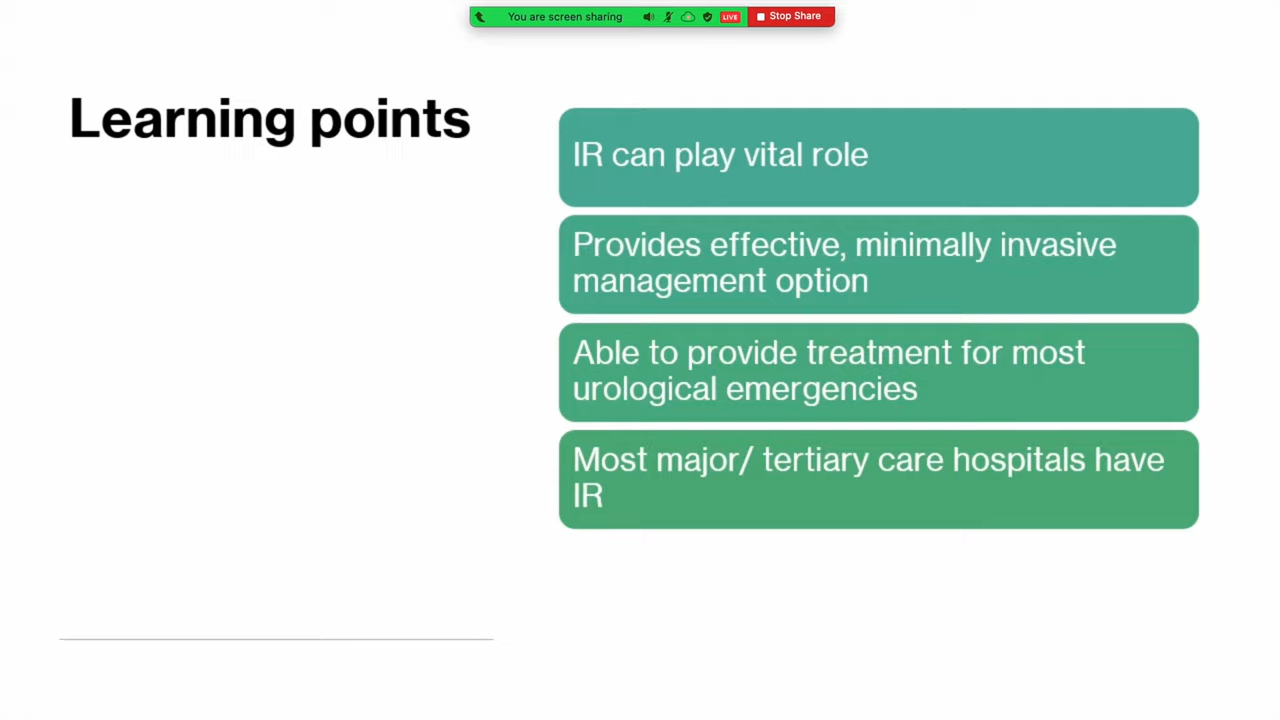 You are screen sharing
LIVE
Stop Share
Learning points
IR can play vital role
Provides effective, minimally invasive
management option
Able to provide treatment for most
urological emergencies
Most major/ tertiary care hospitals have
IR